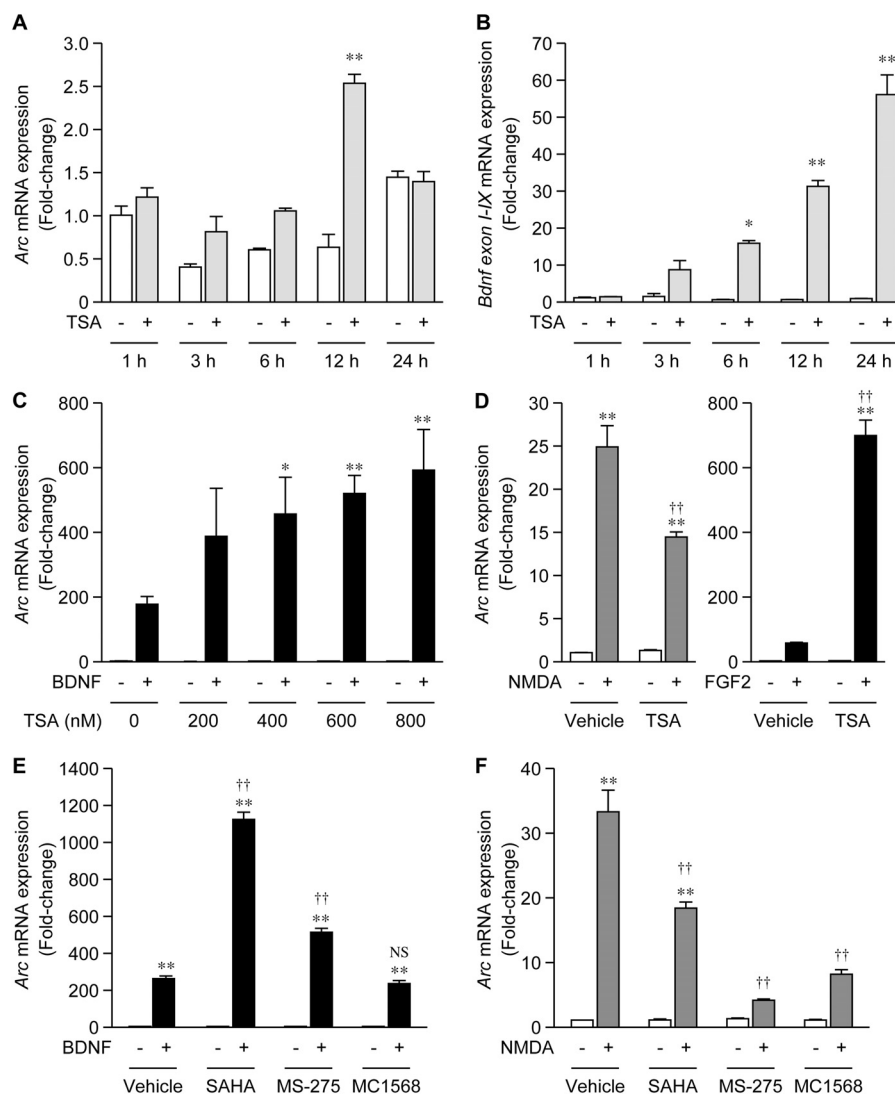 A
Arc mRNA expression
(Fold-change)
3.0
2.5
2.0
1.5
1.0
0.5
0
**
TSA - + - + - + - + - +
1 h 3 h 6 h 12 h 24 h
B
Bdnf exon I-IX mRNA expression
(Fold-change)
70
60
50
40
30
20
10
0
*
**
**
TSA - + - + - + - + - +
1 h 3 h 6 h 12 h 24 h
C
Arc mRNA expression
(Fold-change)
800
600
400
200
0
*
**
**
BDNF - + - + - + - + - +
TSA (nM) 0 200 400 600 800
D
Arc mRNA expression
(Fold-change)
30
25
20
15
10
5
0
**
††
**
NMDA - + - +
Vehicle TSA
800
600
400
200
0
††
**
FGF2 - + - +
Vehicle TSA
E
Arc mRNA expression
(Fold-change)
1400
1200
1000
800
600
400
200
0
**
††
**
††
**
NS
**
BDNF - + - + - + - +
Vehicle SAHA MS-275 MC1568
F
Arc mRNA expression
(Fold-change)
40
30
20
10
0
**
††
**
††
††
NMDA - + - + - + - +
Vehicle SAHA MS-275 MC1568